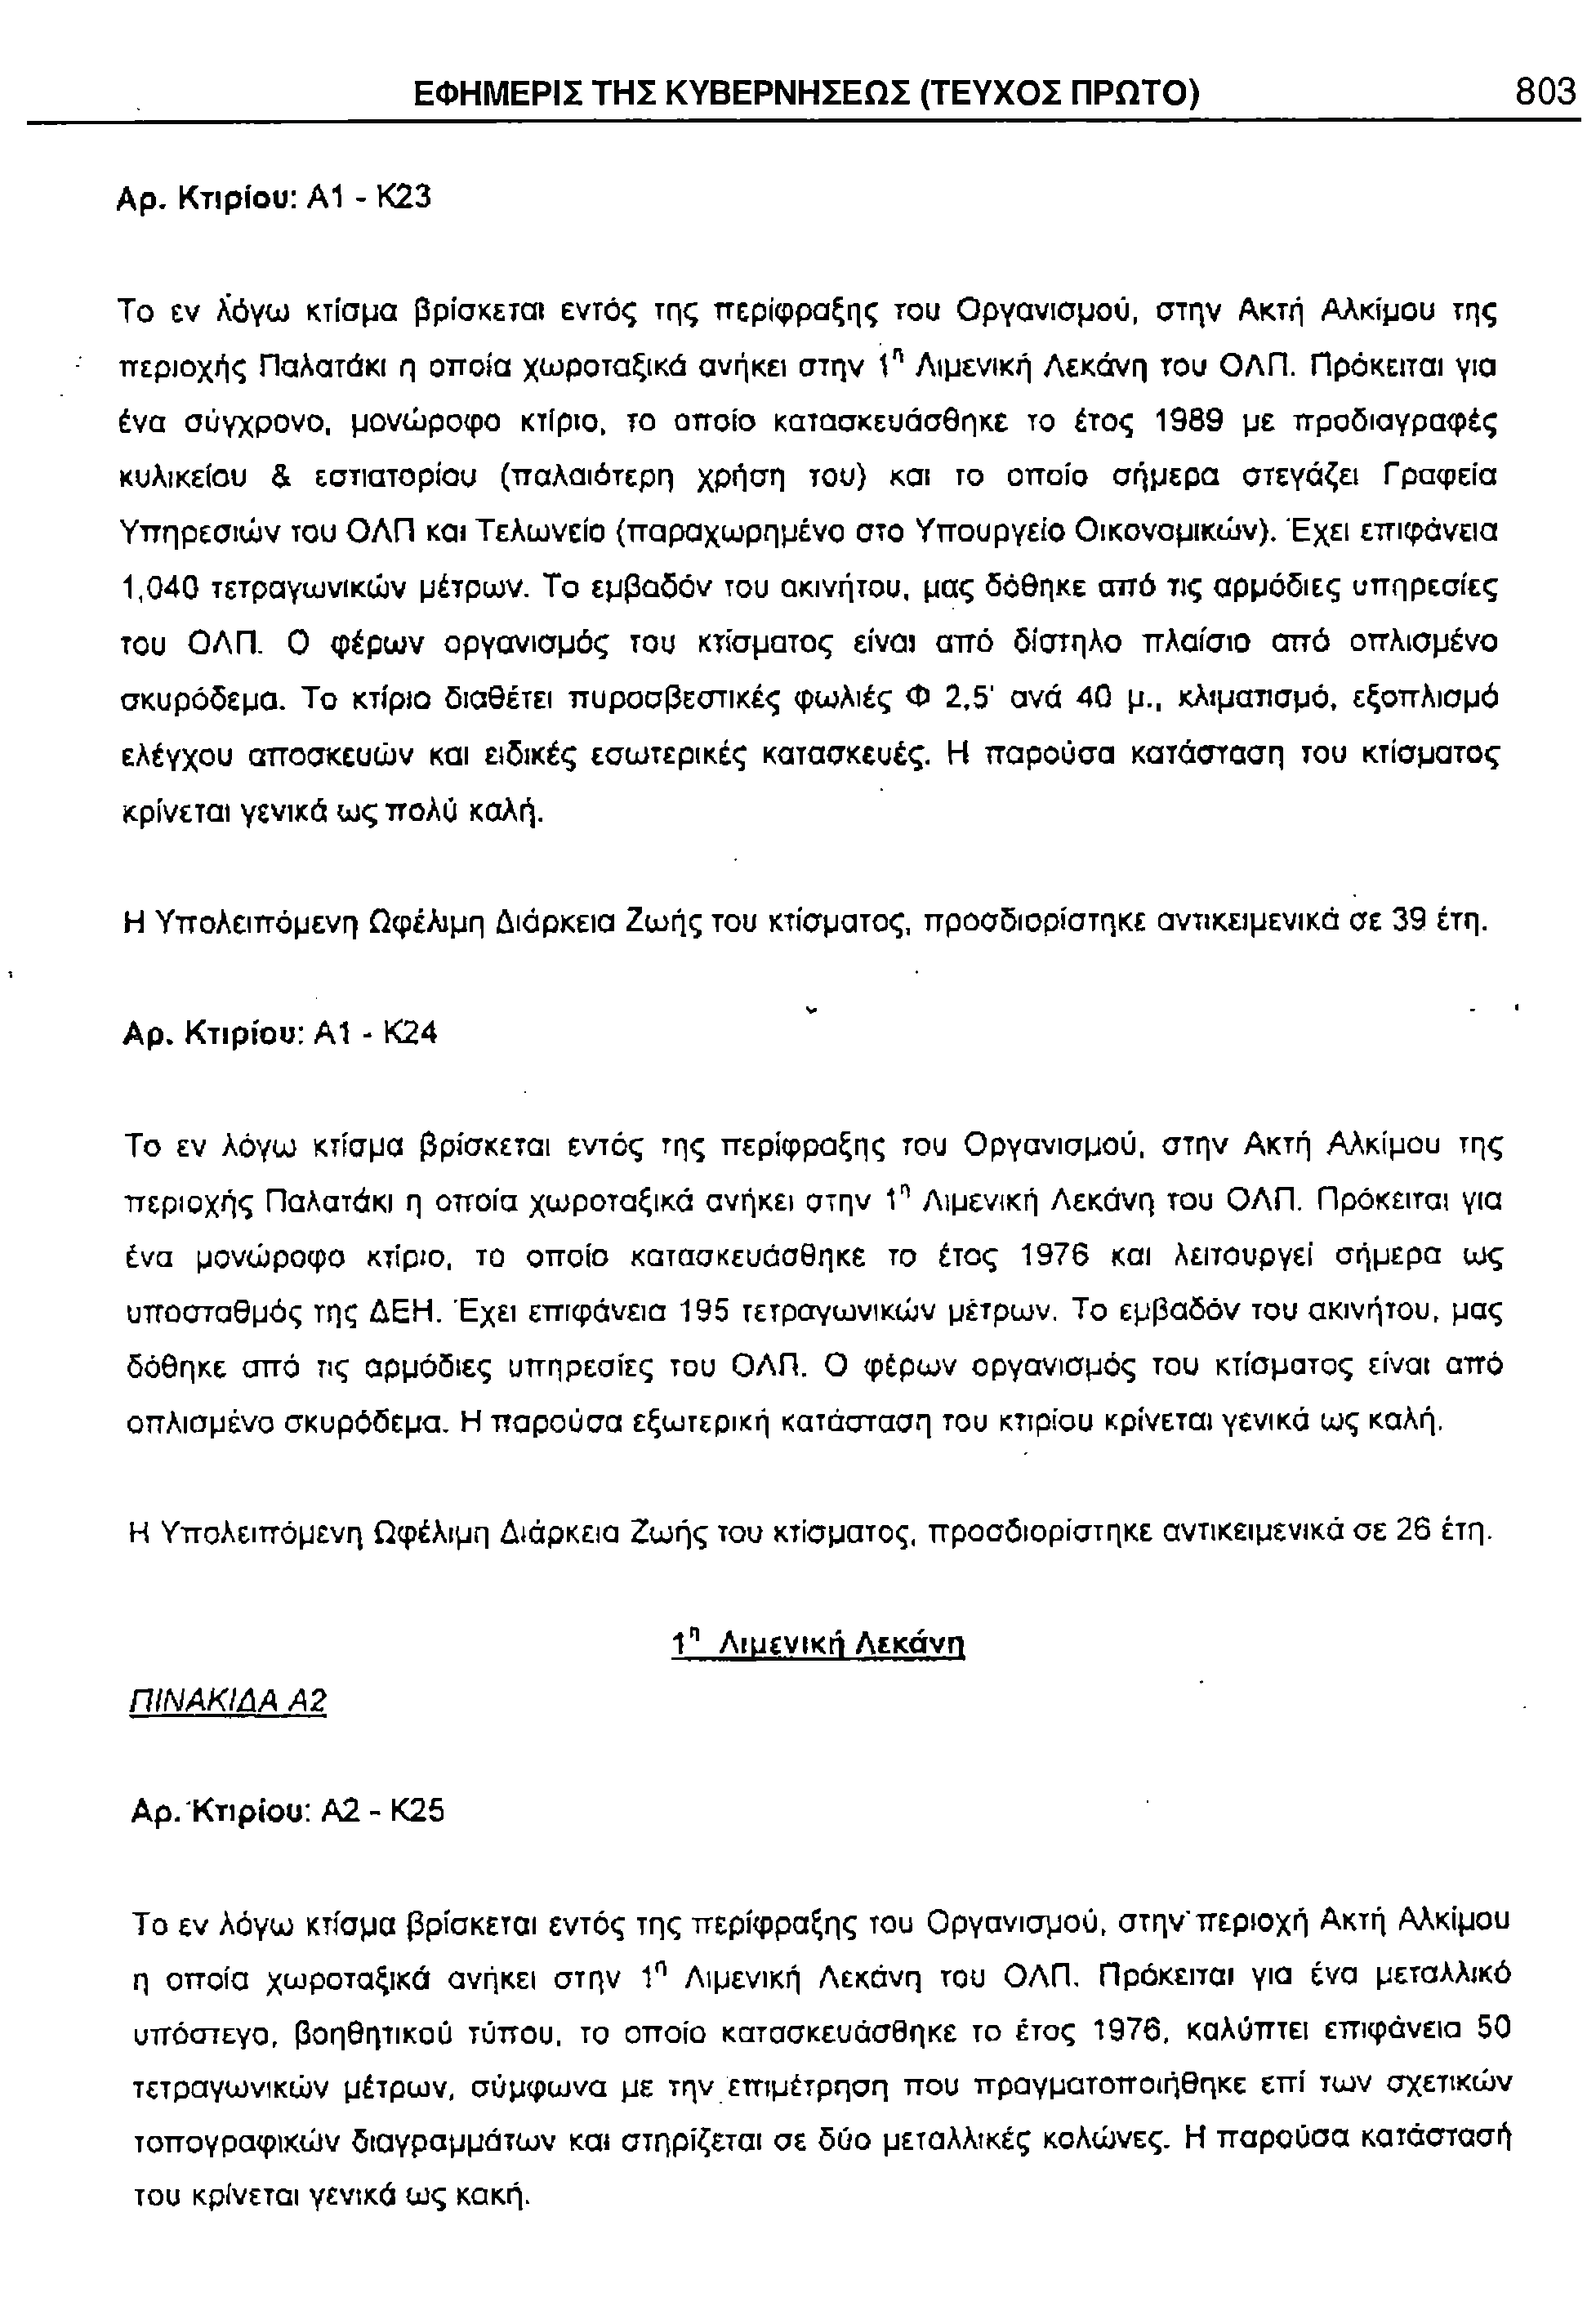 ΕΦΗΜΕΡΙΣ ΤΗΣ ΚΥΒΕΡΝΗΣΕΩΣ (ΤΕΥΧΟΣ ΠΡΩΤΟ) 803
Αρ. Κτιρίου: Α1 - Κ23
Το εν λόγω κτίσμα βρίσκεται εντός της περίφραξης του Οργανισμού, στην Ακτή Αλκίμου της
περιοχής Παλατάκι η οποία χωροταξικά ανήκει στην 1η Λιμενική Λεκάνη του ΟΛΠ. Πρόκειται για
ένα σύγχρονο, μονώροφο κτίριο, το οποίο κατασκευάσθηκε το έτος 1989 με προδιαγραφές
κυλικείου & εστιατορίου (παλαιότερη χρήση του) και το οποίο σήμερα στεγάζει Γραφεία
Υπηρεσιών του ΟΛΠ και Τελωνείο (παραχωρημένο στο Υπουργείο Οικονομικών). Έχει επιφάνεια
1,040 τετραγωνικών μέτρων. Το εμβαδόν του ακινήτου, μας δόθηκε από τις αρμόδιες υπηρεσίες
του ΟΛΠ. Ο φέρων οργανισμός του κτίσματος είναι από δίστηλο πλαίσιο από οπλισμένο
σκυρόδεμα. Το κτίριο διαθέτει πυροσβεστικές φωλιές Φ 2,5' ανά 40 μ., κλιματισμό, εξοπλισμό
ελέγχου αποσκευών και ειδικές εσωτερικές κατασκευές. Η παρούσα κατάσταση του κτίσματος
κρίνεται γενικά ως πολύ καλή.
Η Υπολειπόμενη Ωφέλιμη Διάρκεια Ζωής του κτίσματος, προσδιορίστηκε αντικειμενικά σε 39 έτη.
Αρ. Κτιρίου: Α1 - Κ24
Το εν λόγω κτίσμα βρίσκεται εντός της περίφραξης του Οργανισμού, στην Ακτή Αλκίμου της
περιοχής Παλατάκι η οποία χωροταξικά ανήκει στην 1η Λιμενική Λεκάνη του ΟΛΠ. Πρόκειται για
ένα μονώροφο κτίριο, το οποίο κατασκευάσθηκε το έτος 1976 και λειτουργεί σήμερα ως
υποσταθμός της ΔΕΗ. Έχει επιφάνεια 195 τετραγωνικών μέτρων. Το εμβαδόν του ακινήτου, μας
δόθηκε από τις αρμόδιες υπηρεσίες του ΟΛΠ. Ο φέρων οργανισμός του κτίσματος είναι από
οπλισμένο σκυρόδεμα. Η παρούσα εξωτερική κατάσταση του κτιρίου κρίνεται γενικά ως καλή.
Η Υπολειπόμενη Ωφέλιμη Διάρκεια Ζωής του κτίσματος, προσδιορίστηκε αντικειμενικά σε 26 έτη.
1η Λιμενική Λεκάνη
ΠΙΝΑΚΙΔΑ Α2
Αρ. Κτιρίου: Α2 - Κ25
Το εν λόγω κτίσμα βρίσκεται εντός της περίφραξης του Οργανισμού, στην περιοχή Ακτή Αλκίμου
η οποία χωροταξικά ανήκει στην 1η Λιμενική Λεκάνη του ΟΛΠ. Πρόκειται για ένα μεταλλικό
υπόστεγο, βοηθητικού τύπου, το οποίο κατασκευάσθηκε το έτος 1976, καλύπτει επιφάνεια 50
τετραγωνικών μέτρων, σύμφωνα με την επιμέτρηση που πραγματοποιήθηκε επί των σχετικών
τοπογραφικών διαγραμμάτων και στηρίζεται σε δύο μεταλλικές κολώνες. Η παρούσα κατάστασή
του κρίνεται γενικά ως κακή.